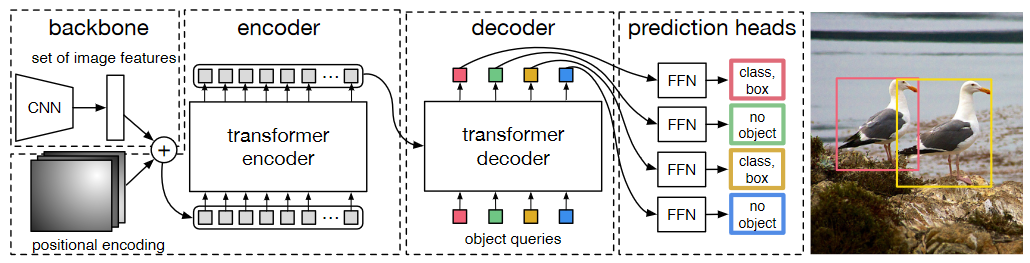 backbone
set of image features
CNN
+
positional encoding
encoder
...
transformer
encoder
...
decoder
transformer
decoder
object queries
prediction heads
FFN
class,
box
FFN
no
object
FFN
class,
box
FFN
no
object